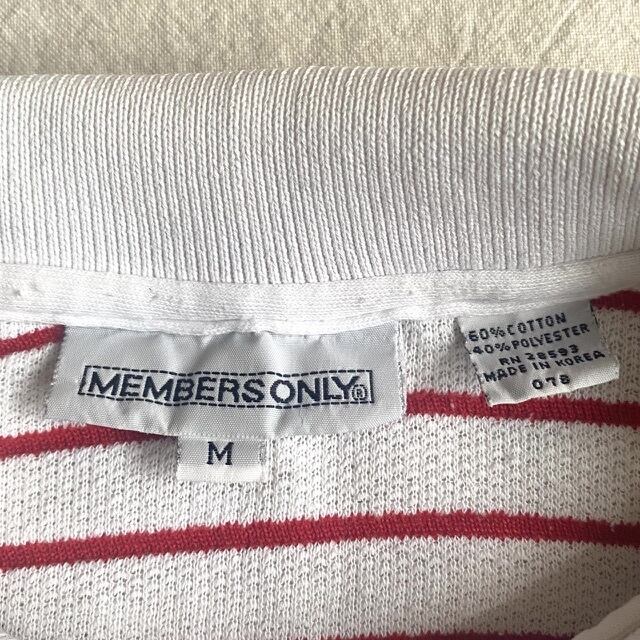 MEMBERS ONLY®
M
60% COTTON
40% POLYESTER
RN 28593
MADE IN KOREA
078